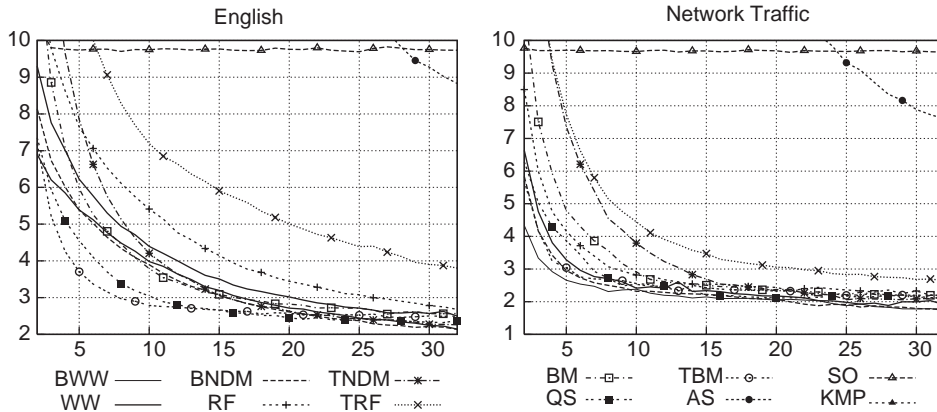 English
Network Traffic
10
9
8
7
6
5
4
3
2
5
10
15
20
25
30
10
9
8
7
6
5
4
3
2
1
5
10
15
20
25
30
BWW
BNDM
TNDM
WW
RF
TRF
BM
TBM
SO
QS
AS
KMP